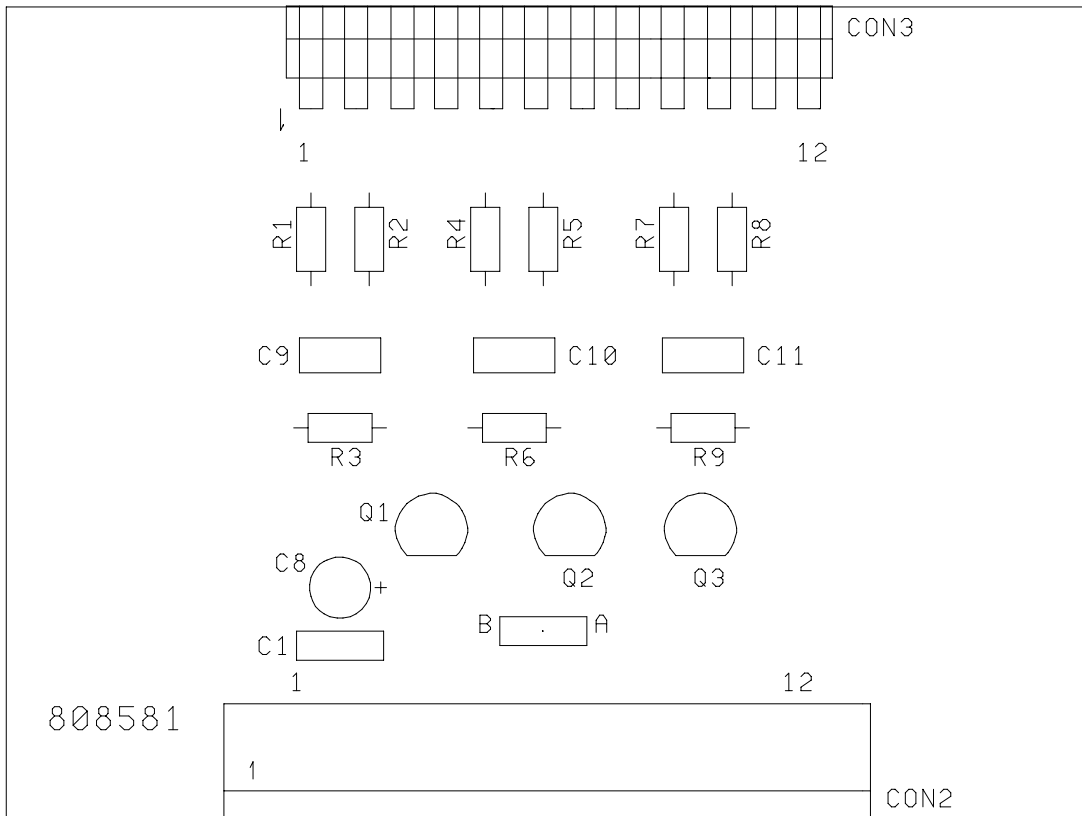 CON3
1 12
R1 R2 R4 R5 R7 R8
C9 C10 C11
R3 R6 R9
Q1
C8 + Q2 Q3
B A
C1
1 12
808581
1
CON2